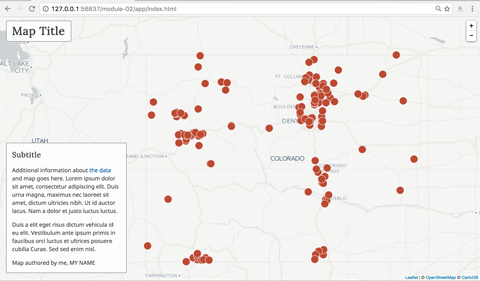 127.0.0.1:56837/module-02/app/index.html
Map Title
+
−
CHEYENNE
SALT LAKE
CITY
FT. COLLINS
BOULDER
DEN
UTAH
GRAND JUNCTION
COLORADO
COLORADO
PUEBLO
FARMINGTON
Subtitle
Additional information about the data
and map goes here. Lorem ipsum dolor
sit amet, consectetur adipiscing elit. Duis
urna magna, maximus nec laoreet sit
amet, dictum ultricies nibh. Ut id auctor
lacus. Nam a dolor et justo luctus luctus.
Duis a elit eget risus dictum vehicula id
eu elit. Vestibulum ante ipsum primis in
faucibus orci luctus et ultrices posuere
cubilia Curae. Sed sed enim nisl.
Map authored by me, MY NAME
Leaflet | © OpenStreetMap © CartoDB